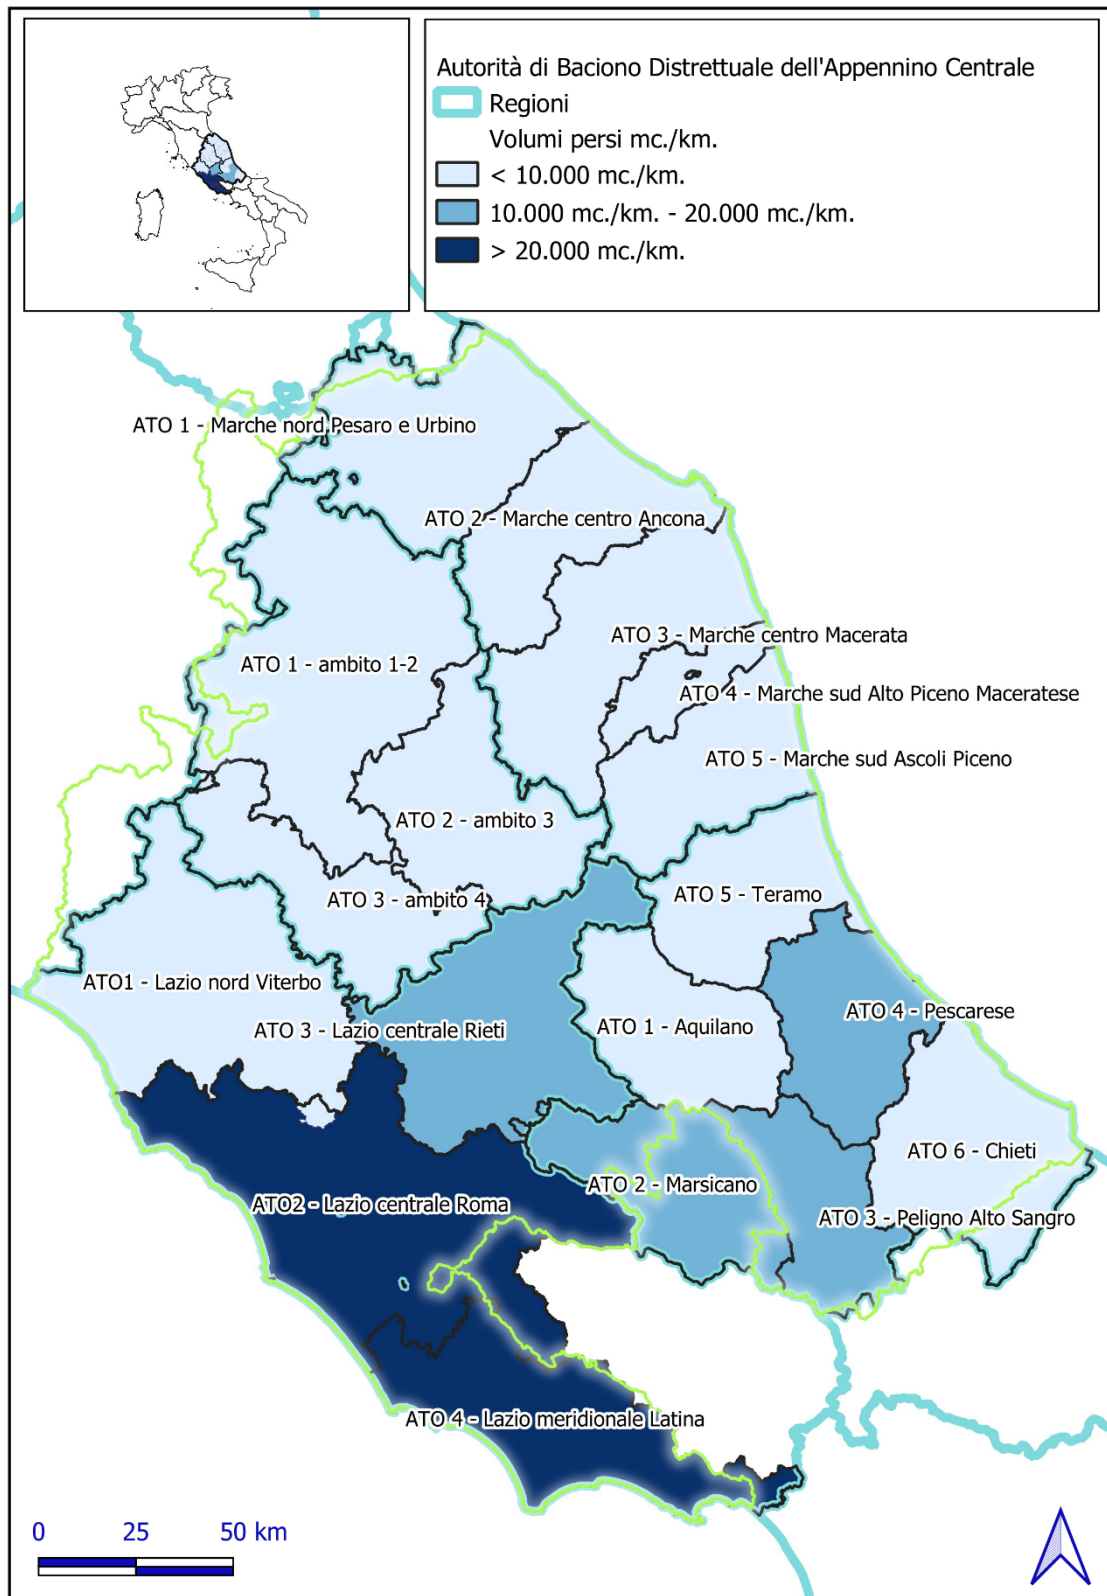 Autorità di Baciono Distrettuale dell'Appennino Centrale
Regioni
Volumi persi mc./km.
< 10.000 mc./km.
10.000 mc./km. - 20.000 mc./km.
> 20.000 mc./km.
ATO 1 - Marche nord Pesaro e Urbino
ATO 2 - Marche centro Ancona
ATO 3 - Marche centro Macerata
ATO 1 - ambito 1-2
ATO 4 - Marche sud Alto Piceno Maceratese
ATO 5 - Marche sud Ascoli Piceno
ATO 2 - ambito 3
ATO 5 - Teramo
ATO 3 - ambito 4
ATO1 - Lazio nord Viterbo
ATO 4 - Pescarese
ATO 3 - Lazio centrale Rieti
ATO 1 - Aquilano
ATO 6 - Chieti
ATO 2 - Marsicano
ATO2 - Lazio centrale Roma
ATO 3 - Peligno Alto Sangro
ATO 4 - Lazio meridionale Latina
0 25 50 km